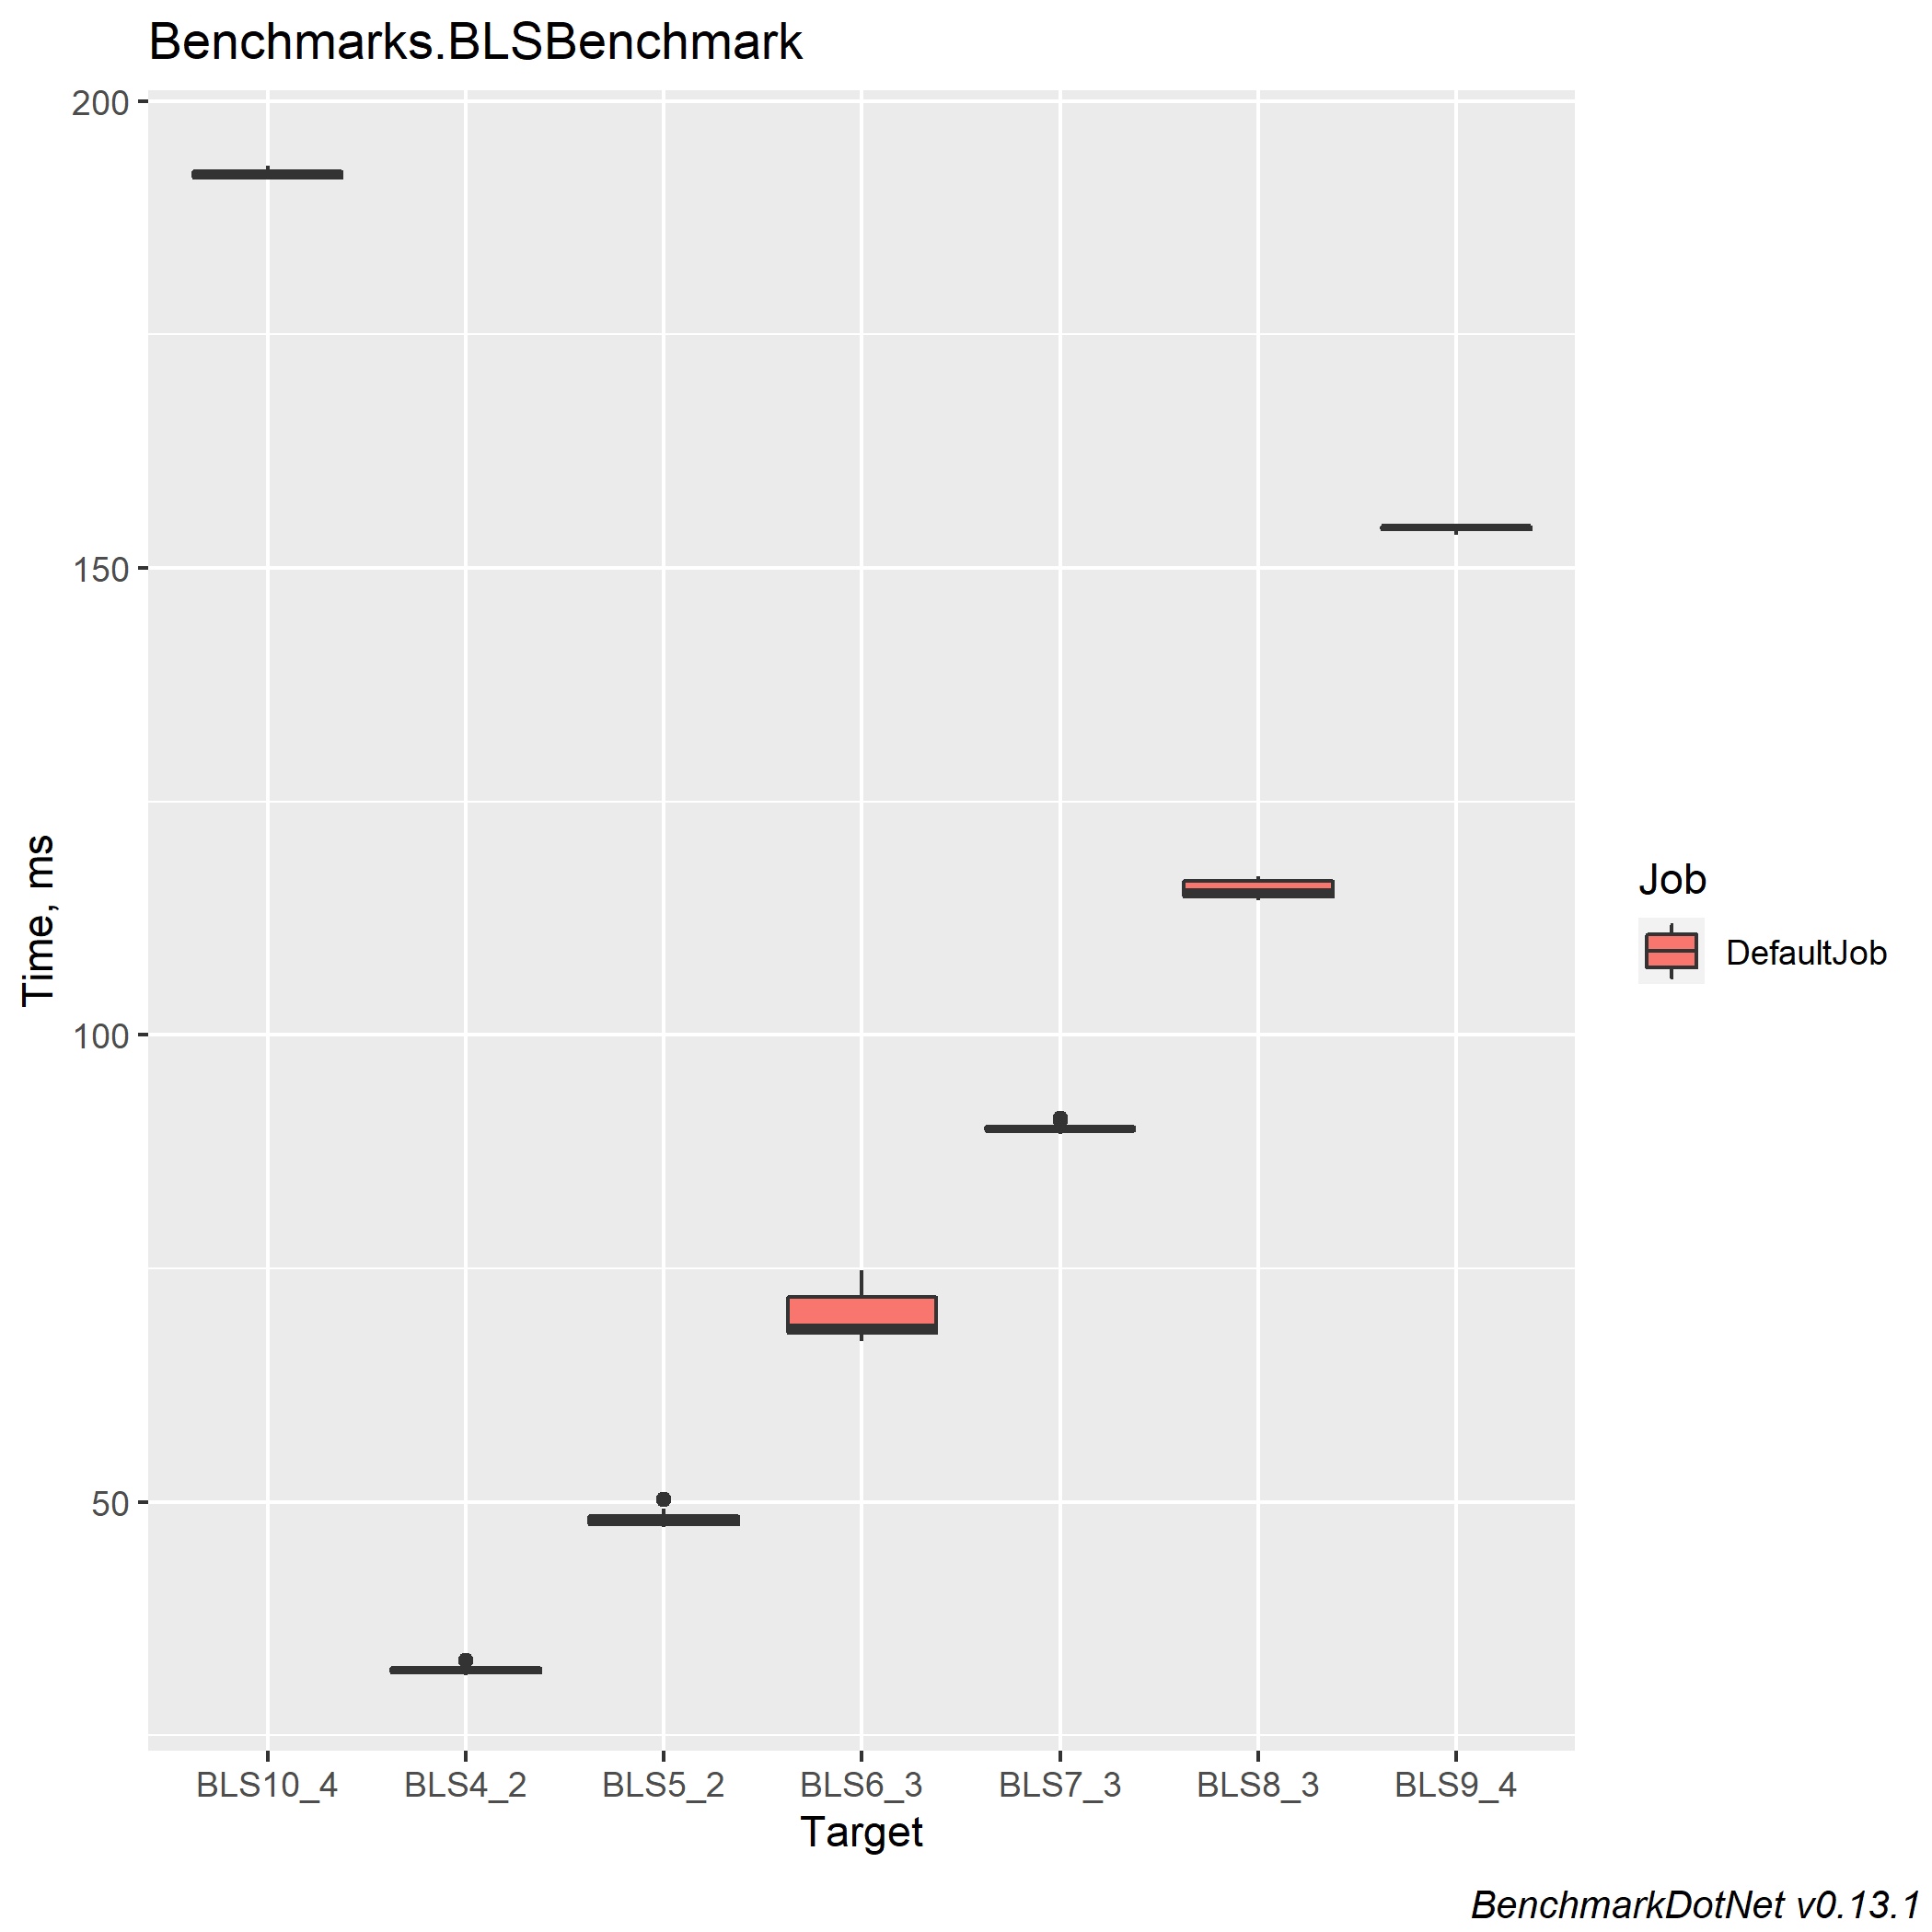 Benchmarks.BLSBenchmark
200
150
100
50
Time, ms
BLS10_4 BLS4_2 BLS5_2 BLS6_3 BLS7_3 BLS8_3 BLS9_4
Target
Job
DefaultJob
BenchmarkDotNet v0.13.1